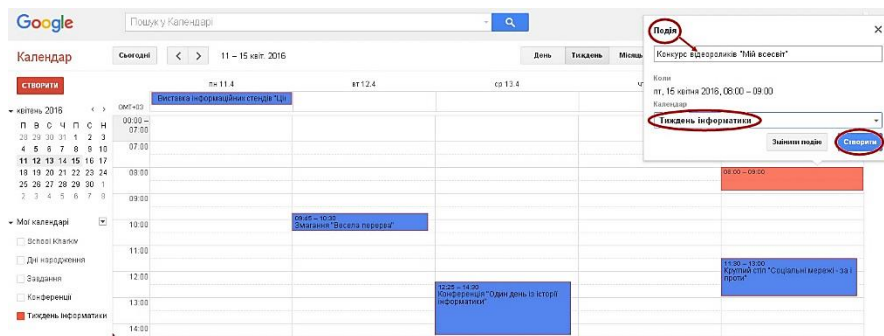 Google
Пошук у Календарі
Календар
Сьогодні
11 – 15 квіт. 2016
День Тиждень Місяць
Подія
Конкурс відеороликів "Мій всесвіт"
Коли
пт, 15 квітня 2016, 08:00 – 09:00
Календар
Тиждень інформатики
Змінити подію Створити
СТВОРИТИ
пн 11.4 вт 12.4 ср 13.4
GMT+03
Виставка інформаційних стендів "Ці
квітень 2016
П В С Ч П С Н
28 29 30 31 1 2 3
4 5 6 7 8 9 10
11 12 13 14 15 16 17
18 19 20 21 22 23 24
25 26 27 28 29 30 1
2 3 4 5 6 7 8
00:00 –
07:00
07:00
08:00
08:00 – 09:00
09:00
09:45 – 10:30
Змагання "Весела перерва"
10:00
Мої календарі
School Kharkiv
Дні народження
Завдання
Конференції
Тиждень інформатики
11:00
11:30 – 13:00
Круглий стіл "Соціальні мережі - за і
проти"
12:00
12:25 – 14:30
Конференція "Один день із історії
інформатики"
13:00
14:00